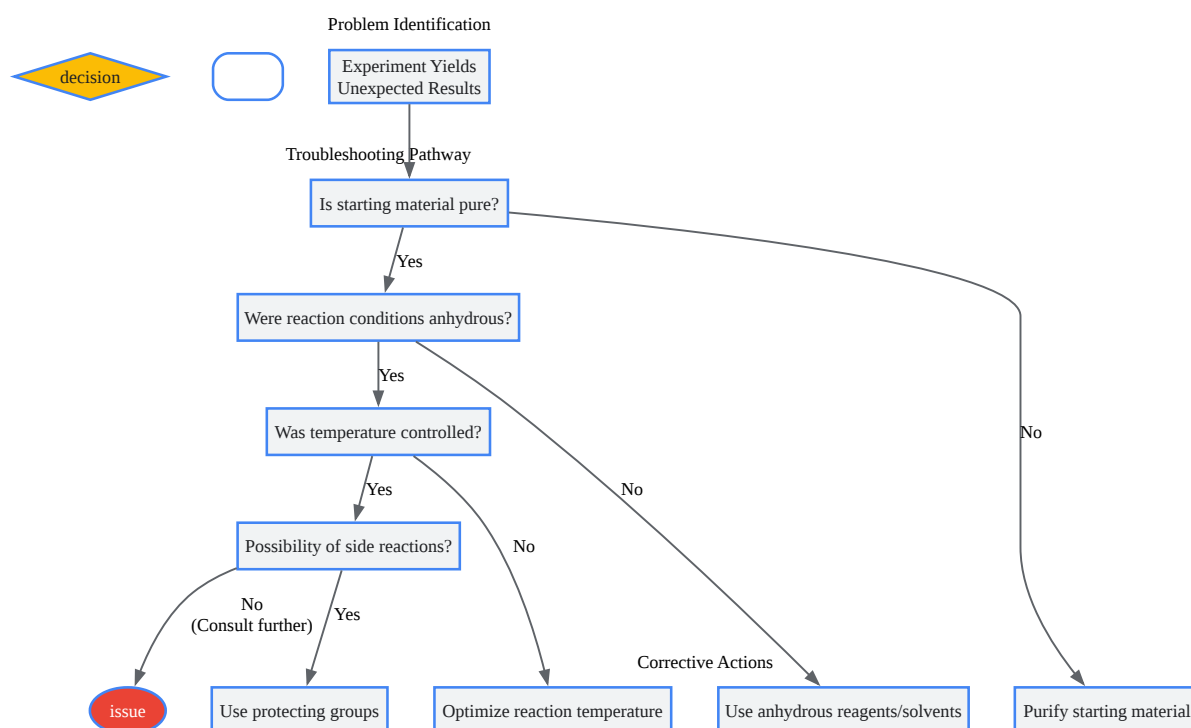 Problem Identification
decision
Experiment Yields
Unexpected Results
Troubleshooting Pathway
Is starting material pure?
Yes
Were reaction conditions anhydrous?
Yes
Was temperature controlled?
No
Yes
No
Possibility of side reactions?
No
No
(Consult further)
Yes
Corrective Actions
issue
Use protecting groups
Optimize reaction temperature
Use anhydrous reagents/solvents
Purify starting material